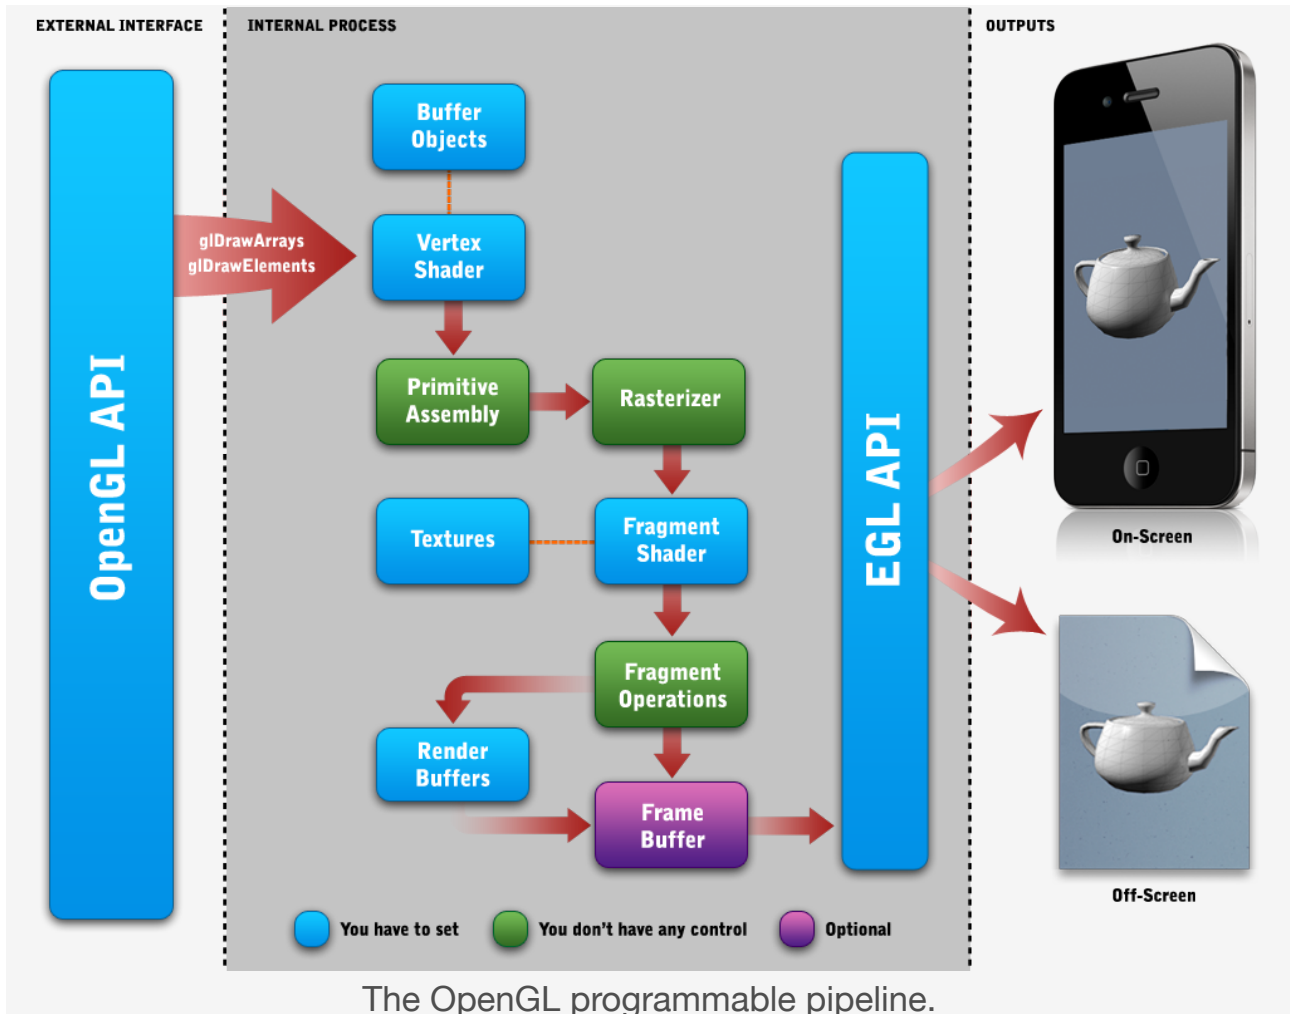 EXTERNAL INTERFACE
INTERNAL PROCESS
OUTPUTS
OpenGL API
glDrawArrays
glDrawElements
Buffer
Objects
Vertex
Shader
Primitive
Assembly
Rasterizer
Textures
Fragment
Shader
Fragment
Operations
Render
Buffers
Frame
Buffer
EGL API
On-Screen
Off-Screen
You have to set
You don't have any control
Optional
The OpenGL programmable pipeline.